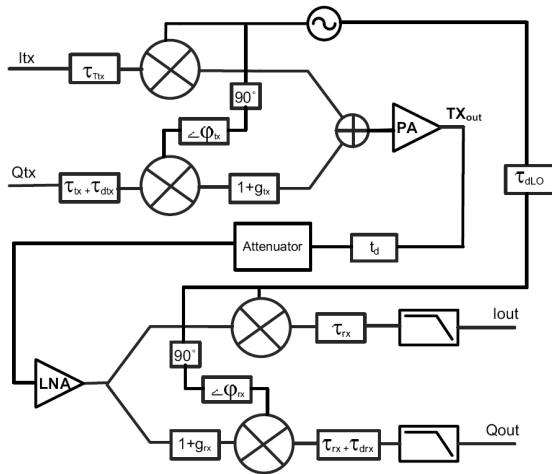 Itx
τTtx
90°
∠φtx
PA
TXout
Qtx
τtx + τdtx
1+gtx
τdLO
Attenuator
td
Iout
τrx
90°
LNA
∠φrx
1+grx
τrx + τdrx
Qout